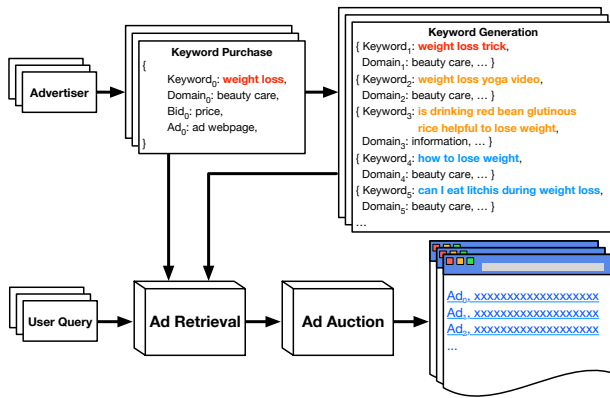 Keyword Purchase
{
Keyword0: weight loss,
Domain0: beauty care,
Bid0: price,
Ad0: ad webpage,
}
Advertiser
Keyword Generation
{ Keyword1: weight loss trick,
Domain1: beauty care, ... }
{ Keyword2: weight loss yoga video,
Domain2: beauty care, ... }
{ Keyword3: is drinking red bean glutinous
rice helpful to lose weight,
Domain3: information, ... }
{ Keyword4: how to lose weight,
Domain4: beauty care, ... }
{ Keyword5: can I eat litchis during weight loss,
Domain5: beauty care, ... }
...
User Query
Ad Retrieval
Ad Auction
Ad0, xxxxxxxxxxxxxxxxxxx
Ad1, xxxxxxxxxxxxxxxxxxx
Ad2, xxxxxxxxxxxxxxxxxxx
...